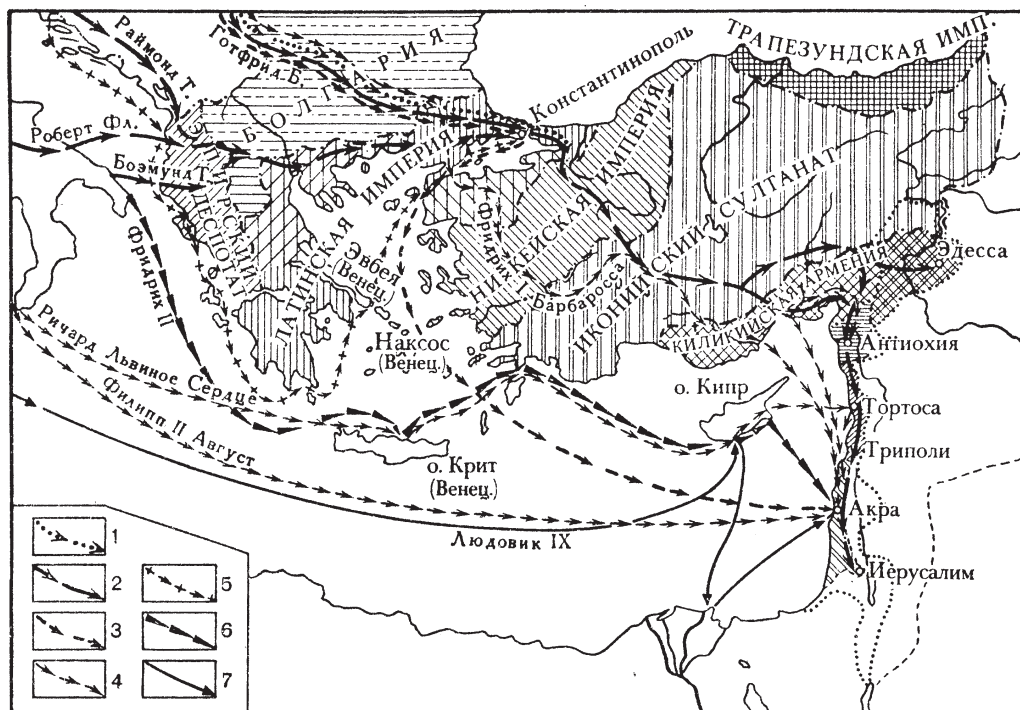 Раймонд Т.
Готфрид Б.
БОЛГАРИЯ
Константинополь
ТРАПЕЗУНДСКАЯ ИМП.
Роберт Фл.
Боэмунд Т.
ЭПИРСКИЙ
ДЕСПОТАТ
ЛАТИНСКАЯ ИМПЕРИЯ
НИКЕЙСКАЯ ИМПЕРИЯ
ИКОНИЙСКИЙ СУЛТАНАТ
Фридрих I
Барбаросса
КИЛИКИЙСКАЯ АРМЕНИЯ
Эдесса
Фридрих II
Эвбея
(Венец.)
Наксос
(Венец.)
Ричард Львиное Сердце
Филипп II Август
о. Крит
(Венец.)
о. Кипр
Антиохия
Тортоса
Триполи
Акра
Людовик IX
Иерусалим
1
2
3
4
5
6
7